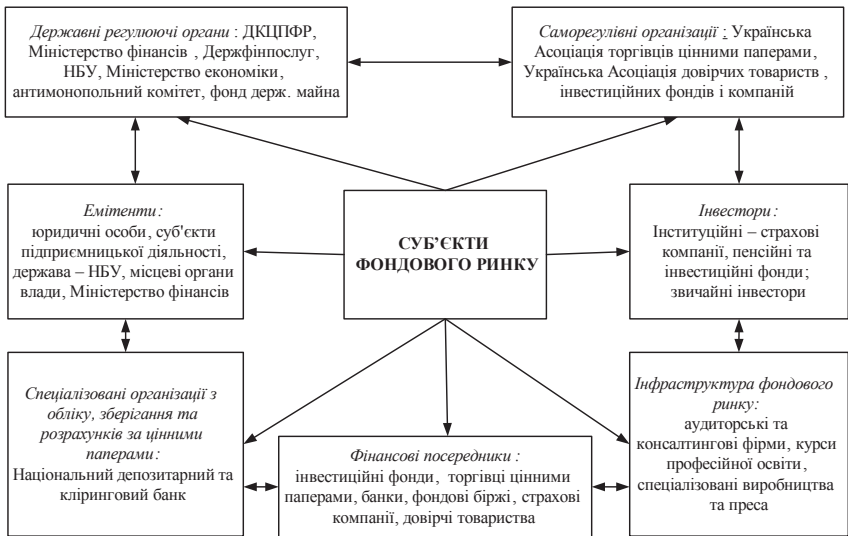 Державні регулюючі органи : ДКЦПФР,
Міністерство фінансів , Держфінпослуг,
НБУ, Міністерство економіки,
антимонопольний комітет, фонд держ. майна
Саморегулівні організації : Українська
Асоціація торгівців цінними паперами,
Українська Асоціація довірчих товариств ,
інвестиційних фондів і компаній
Емітенти :
юридичні особи, суб'єкти
підприємницької діяльності,
держава – НБУ, місцеві органи
влади, Міністерство фінансів
СУБ'ЄКТИ
ФОНДОВОГО РИНКУ
Інвестори :
Інституційні – страхові
компанії, пенсійні та
інвестиційні фонди;
звичайні інвестори
Спеціалізовані організації з
обліку, зберігання та
розрахунків за цінними
паперами:
Національний депозитарний та
кліринговий банк
Фінансові посередники :
інвестиційні фонди, торгівці цінними
паперами, банки, фондові біржі, страхові
компанії, довірчі товариства
Інфраструктура фондового
ринку:
аудиторські та
консалтингові фірми, курси
професійної освіти,
спеціалізовані виробництва
та преса